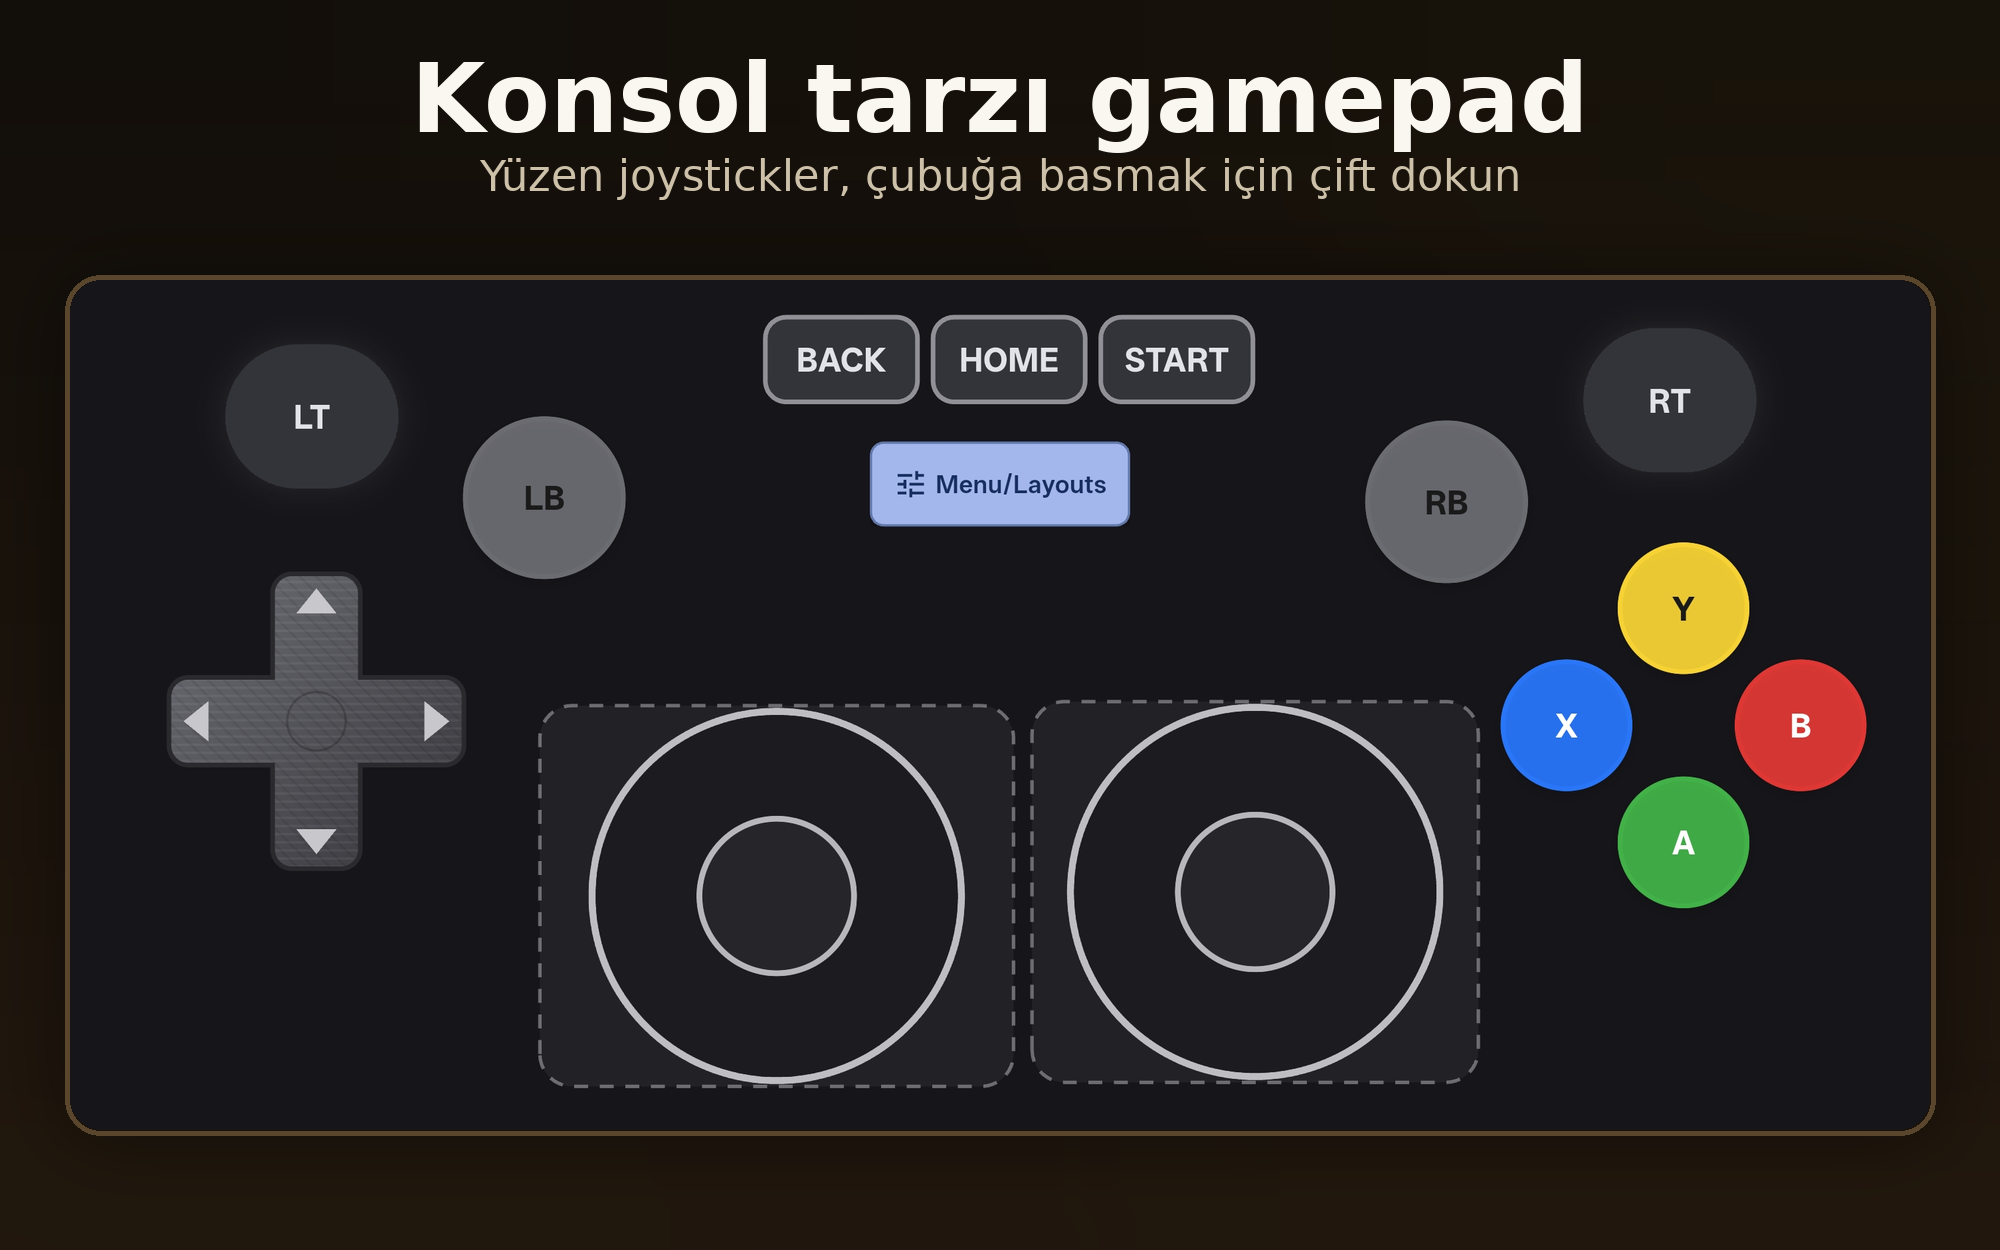 Konsol tarzı gamepad
Yüzen joystickler, çubuğa basmak için çift dokun
BACK HOME START
LT
RT
LB
RB
Menu/Layouts
Y
X
B
A